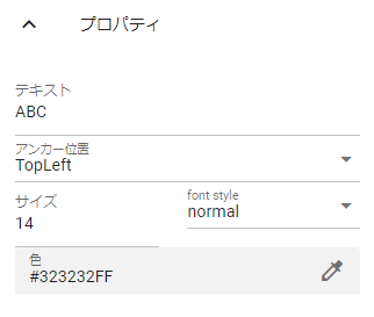 プロパティ
テキスト
ABC
アンカー位置
TopLeft
サイズ
14
font style
normal
色
#323232FF